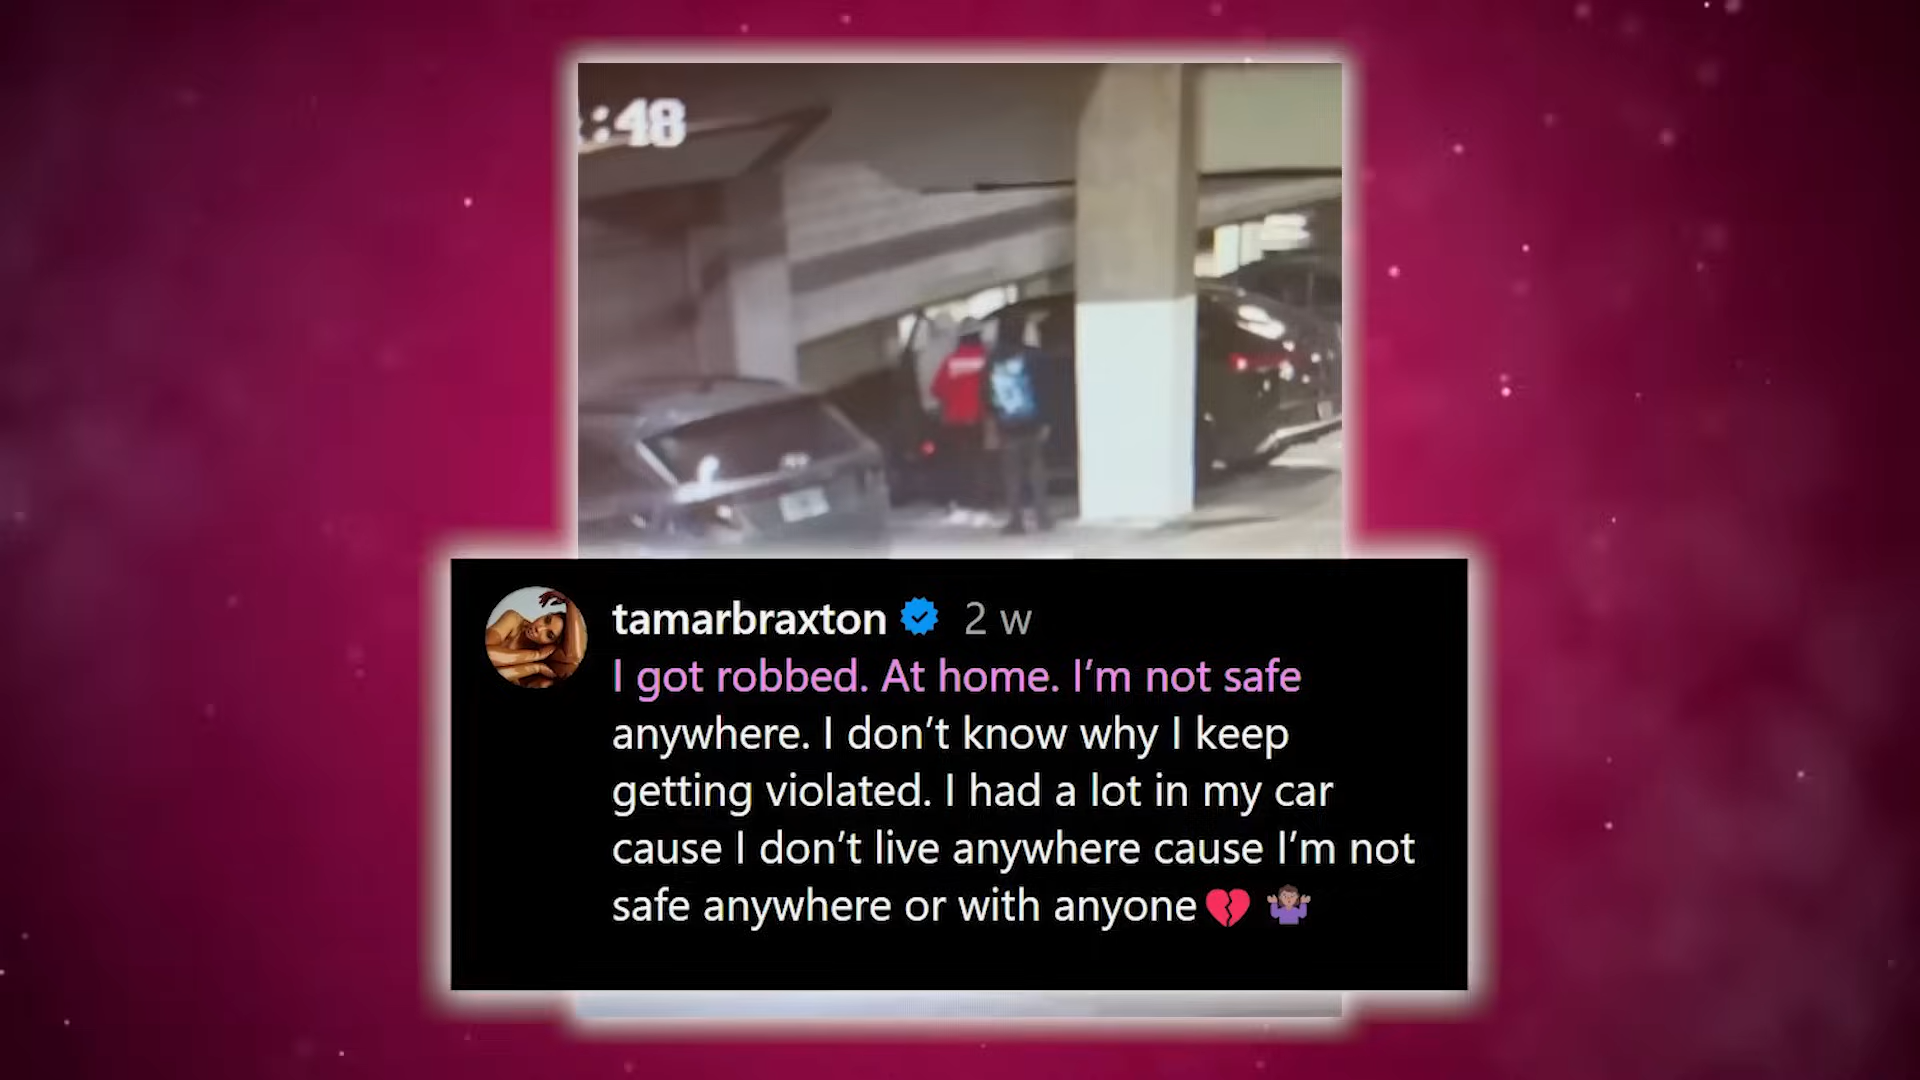 :48
tamarbraxton 2 w
I got robbed. At home. I’m not safe
anywhere. I don’t know why I keep
getting violated. I had a lot in my car
cause I don’t live anywhere cause I’m not
safe anywhere or with anyone💔 🤷🏽‍♀️